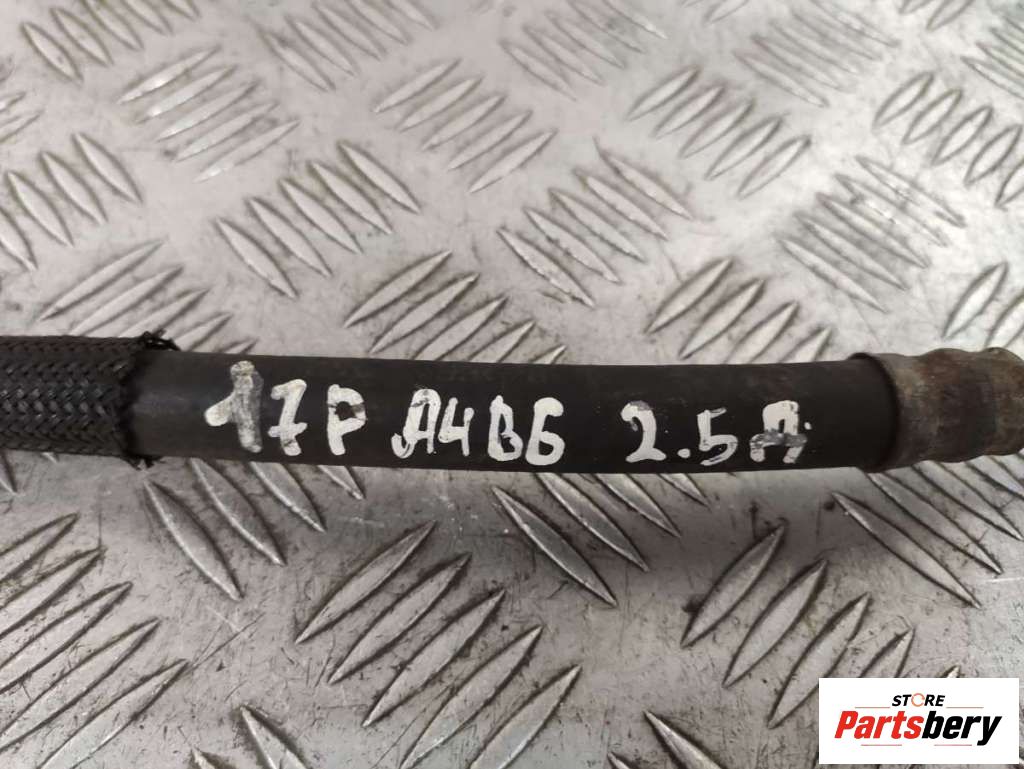 17P A4B6 2.5Д
STORE
Partsbery